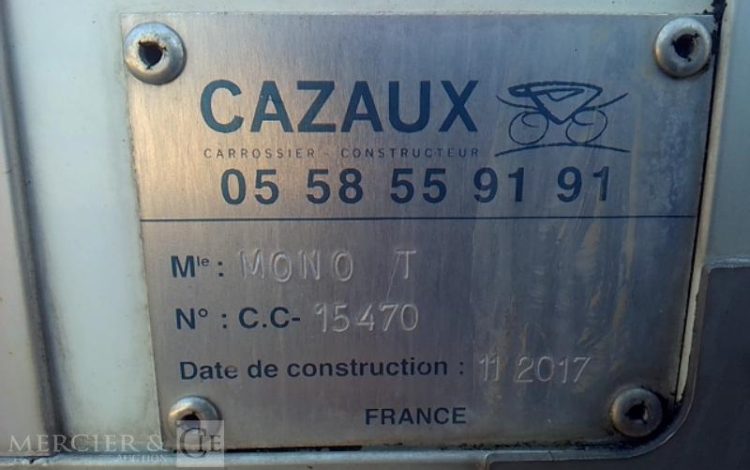 CAZAUX
CARROSSIER - CONSTRUCTEUR
05 58 55 91 91
Mle : MONO T
N° : C.C- 15470
Date de construction : 11 2017
FRANCE
MERCIER & Cie
AUCTION